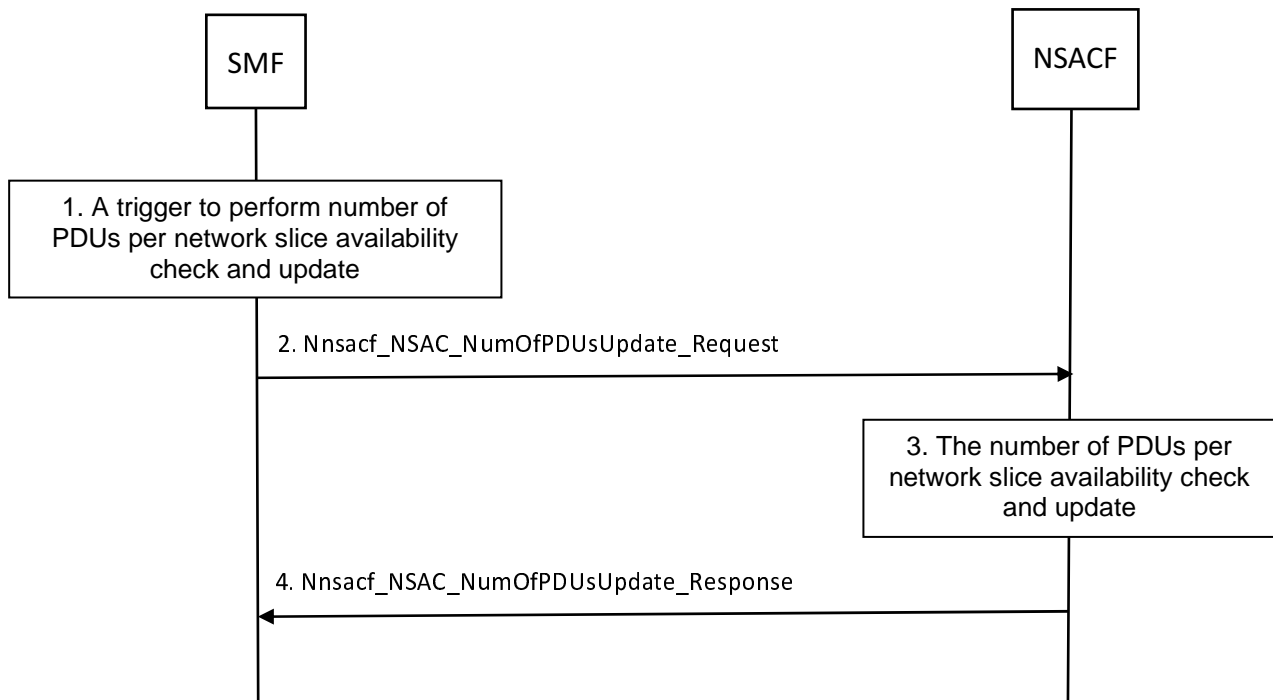 SMF
NSACF
1. A trigger to perform number of
PDUs per network slice availability
check and update
2. Nnsacf_NSAC_NumOfPDUsUpdate_Request
3. The number of PDUs per
network slice availability check
and update
4. Nnsacf_NSAC_NumOfPDUsUpdate_Response